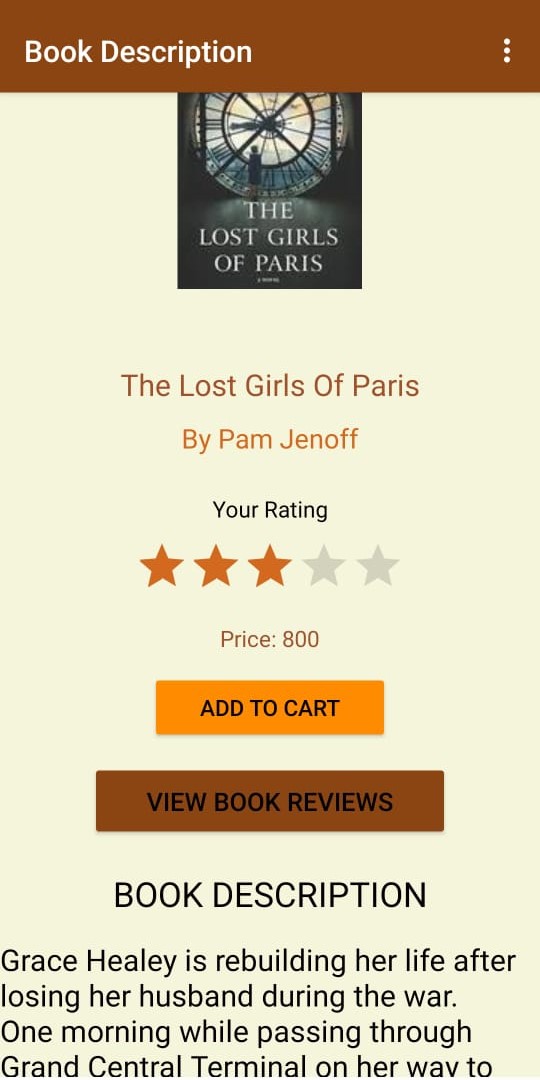 Book Description
THE
LOST GIRLS
OF PARIS
A NOVEL
The Lost Girls Of Paris
By Pam Jenoff
Your Rating
Price: 800
ADD TO CART
VIEW BOOK REVIEWS
BOOK DESCRIPTION
Grace Healey is rebuilding her life after
losing her husband during the war.
One morning while passing through
Grand Central Terminal on her way to